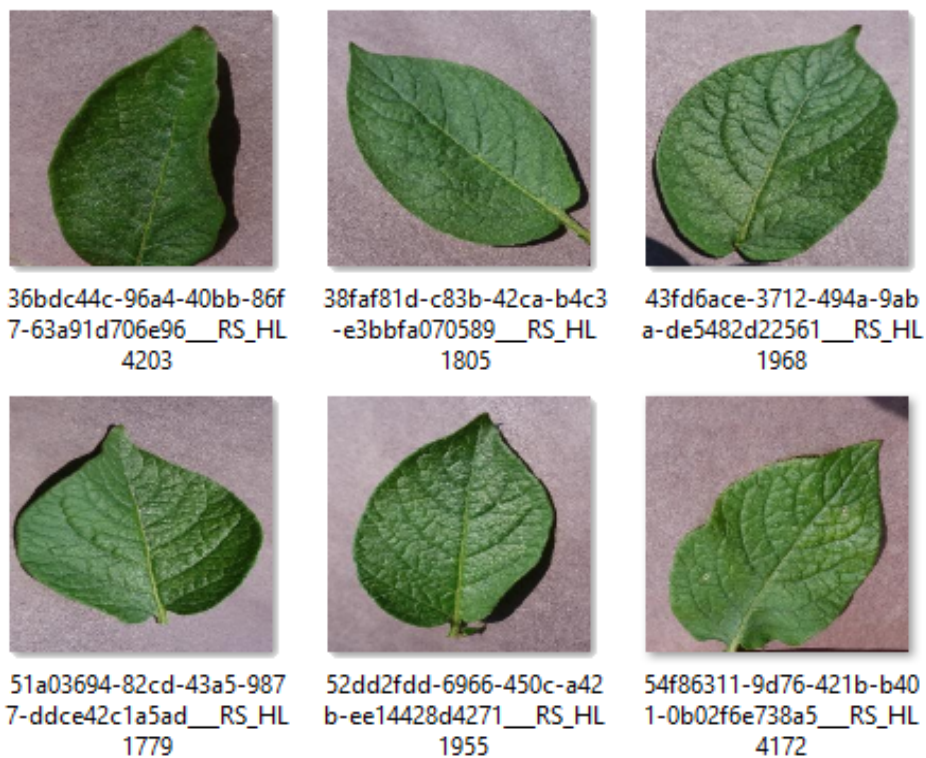 36bdc44c-96a4-40bb-86f
7-63a91d706e96___RS_HL
4203
38faf81d-c83b-42ca-b4c3
-e3bbfa070589___RS_HL
1805
43fd6ace-3712-494a-9ab
a-de5482d22561___RS_HL
1968
51a03694-82cd-43a5-987
7-ddce42c1a5ad___RS_HL
1779
52dd2fdd-6966-450c-a42
b-ee14428d4271___RS_HL
1955
54f86311-9d76-421b-b40
1-0b02f6e738a5___RS_HL
4172